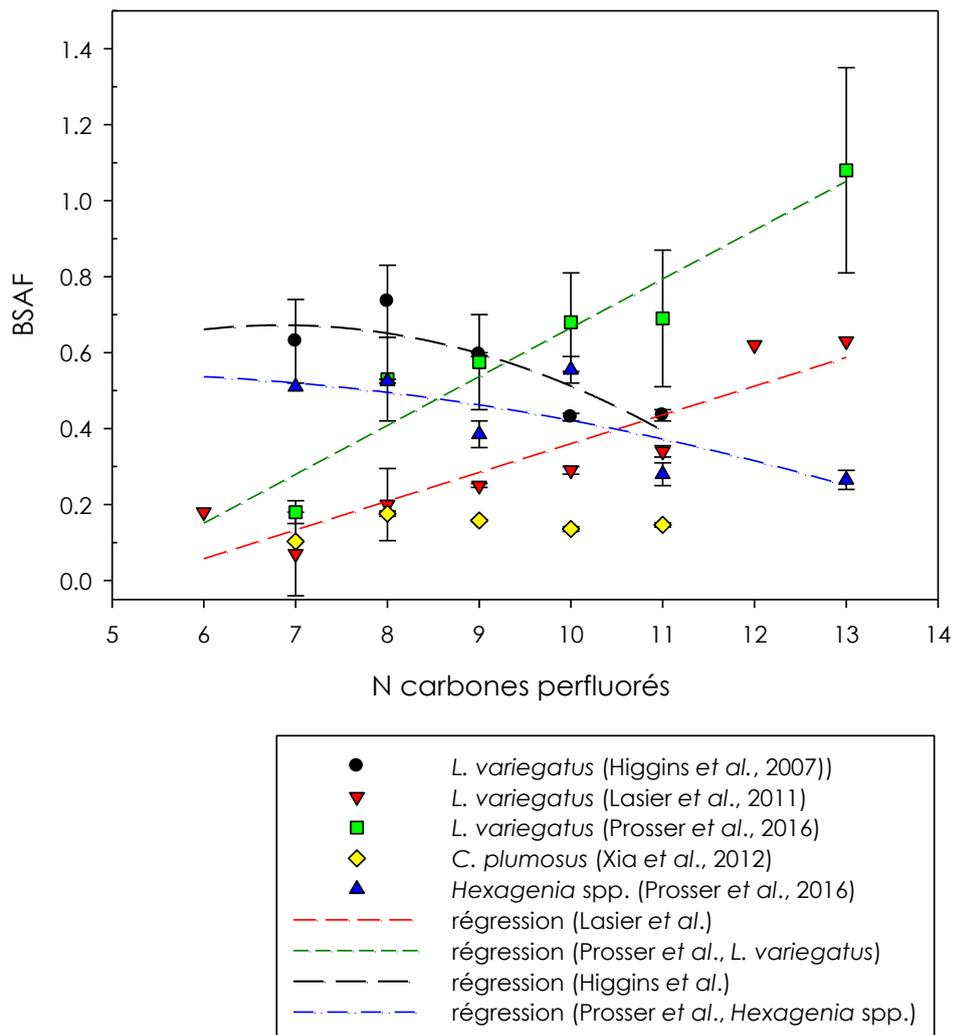 1.4
1.2
1.0
0.8
0.6
0.4
0.2
0.0
BSAF
5 6 7 8 9 10 11 12 13 14
N carbones perfluorés
L. variegatus (Higgins et al., 2007))
L. variegatus (Lasier et al., 2011)
L. variegatus (Prosser et al., 2016)
C. plumosus (Xia et al., 2012)
Hexagenia spp. (Prosser et al., 2016)
régression (Lasier et al.)
régression (Prosser et al., L. variegatus)
régression (Higgins et al.)
régression (Prosser et al., Hexagenia spp.)